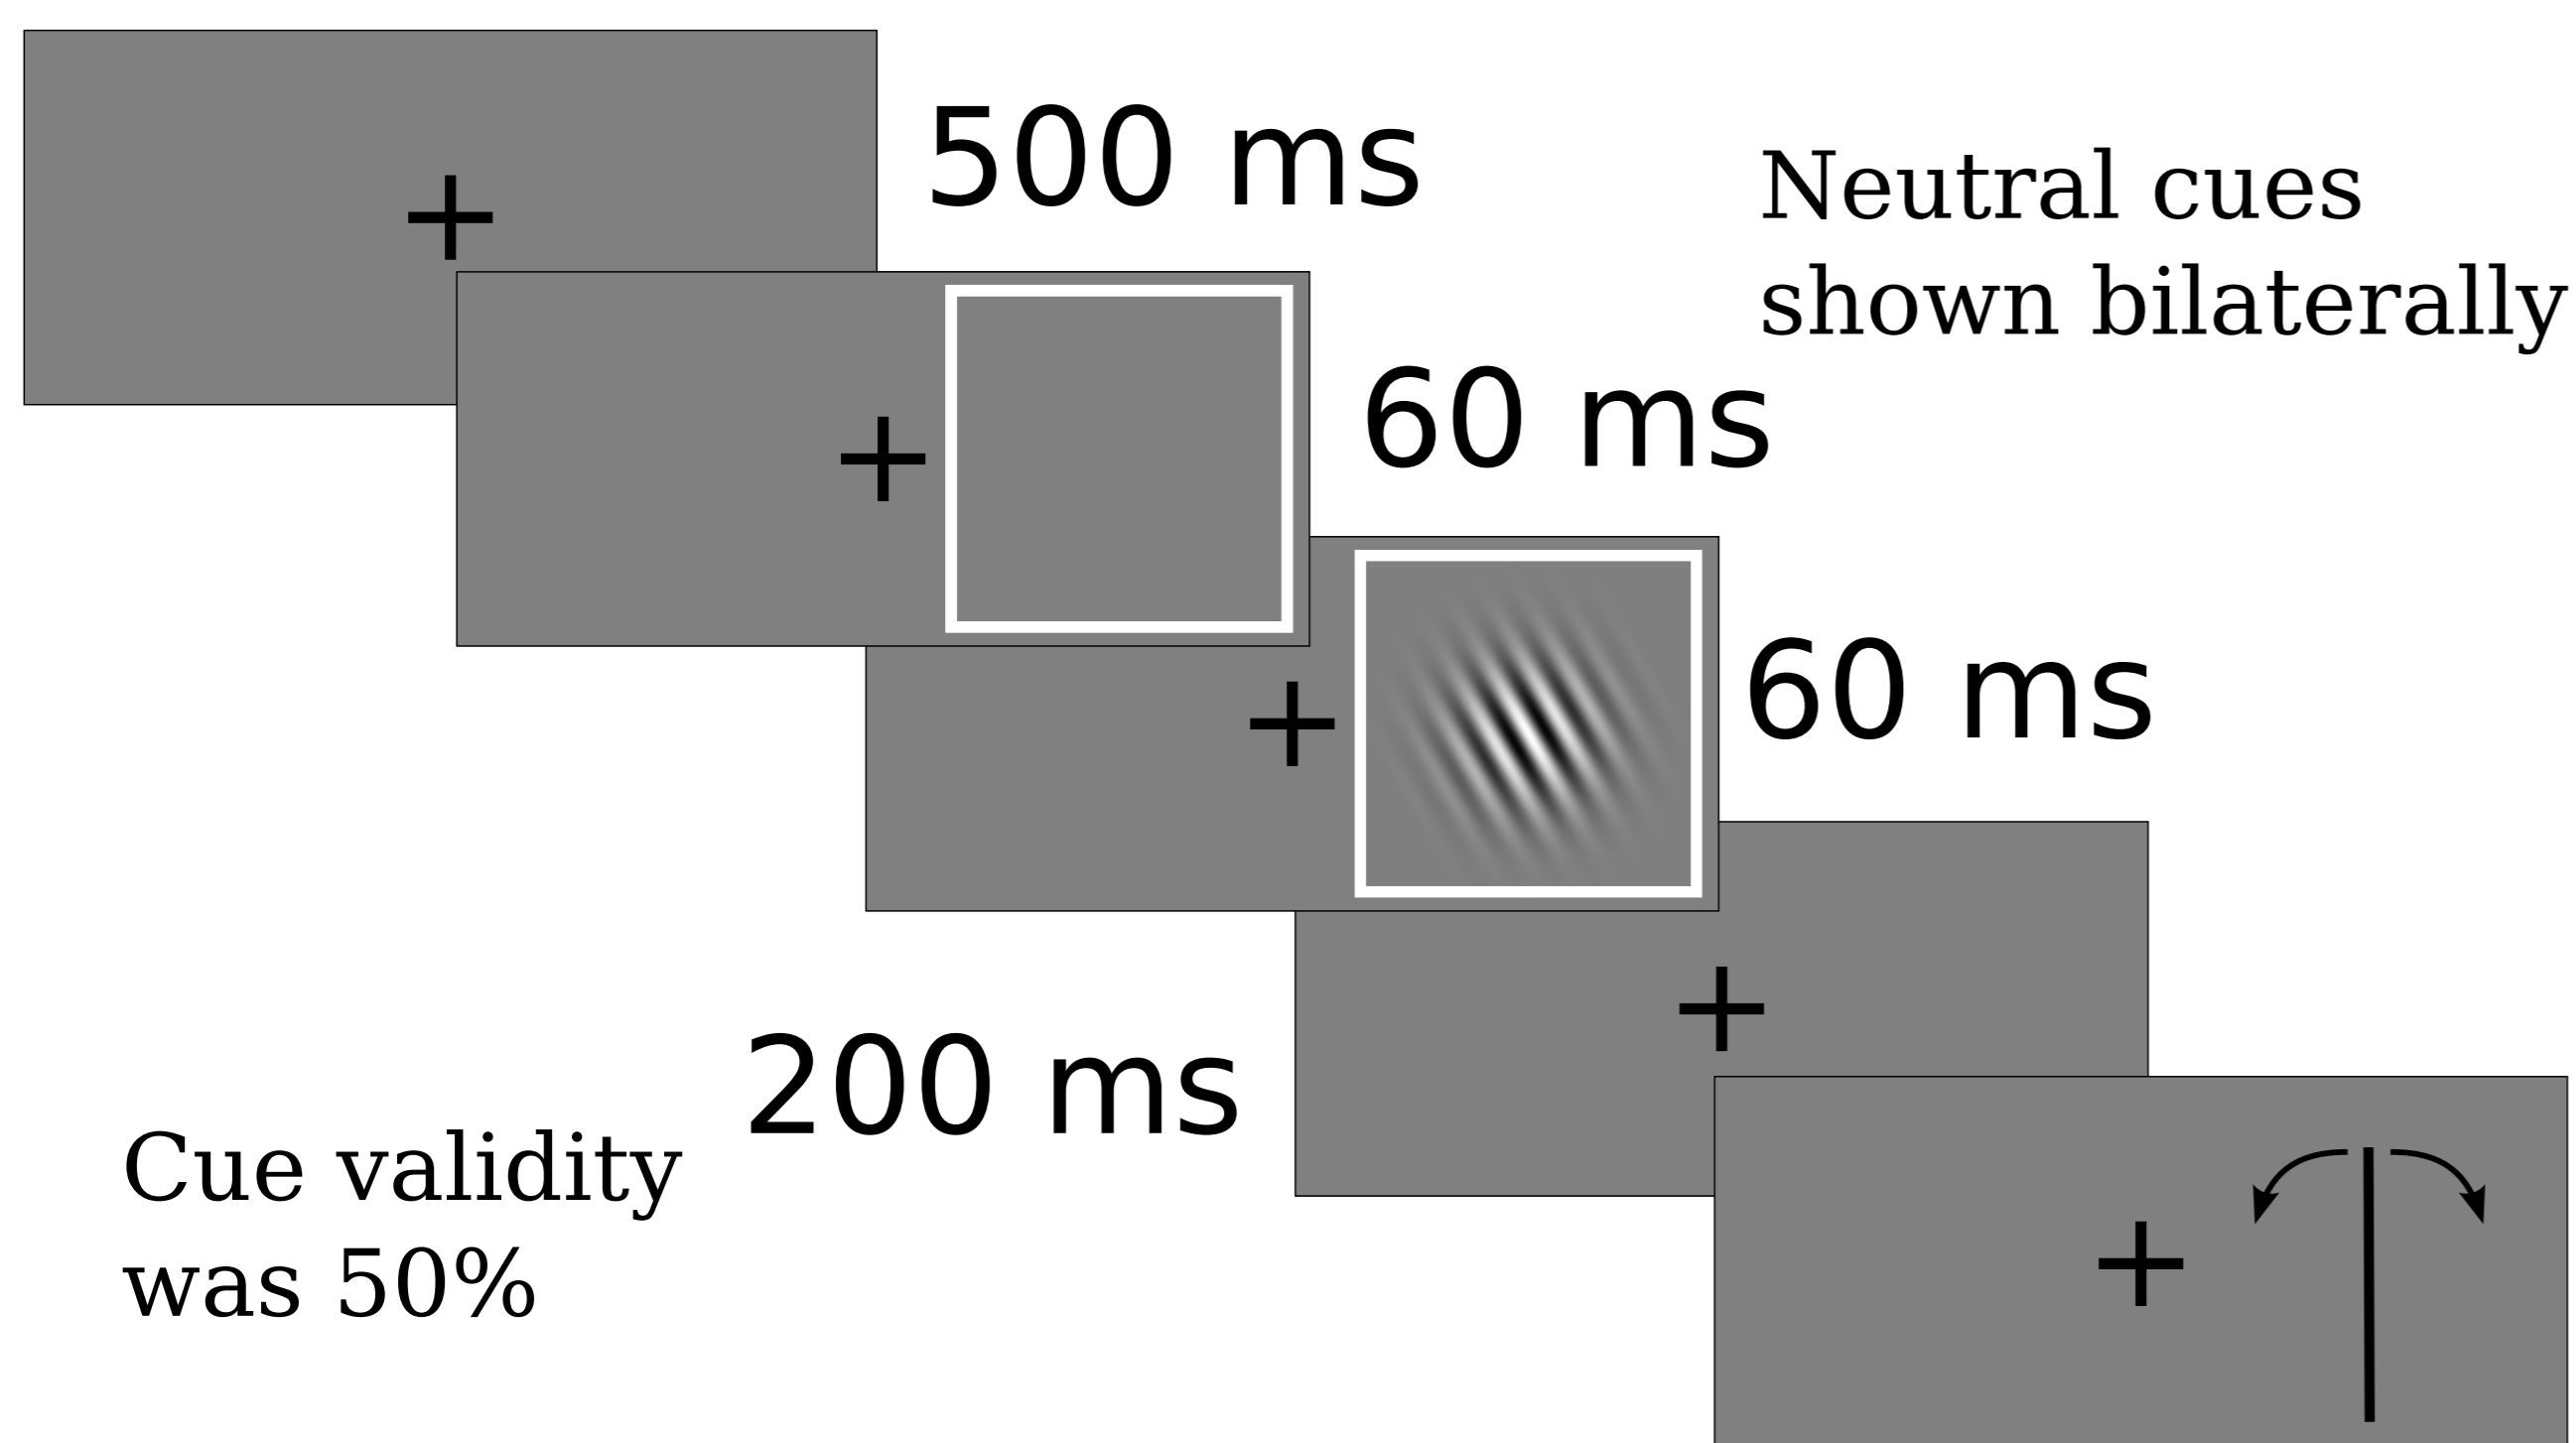 500 ms
Neutral cues
shown bilaterally
60 ms
60 ms
200 ms
Cue validity
was 50%